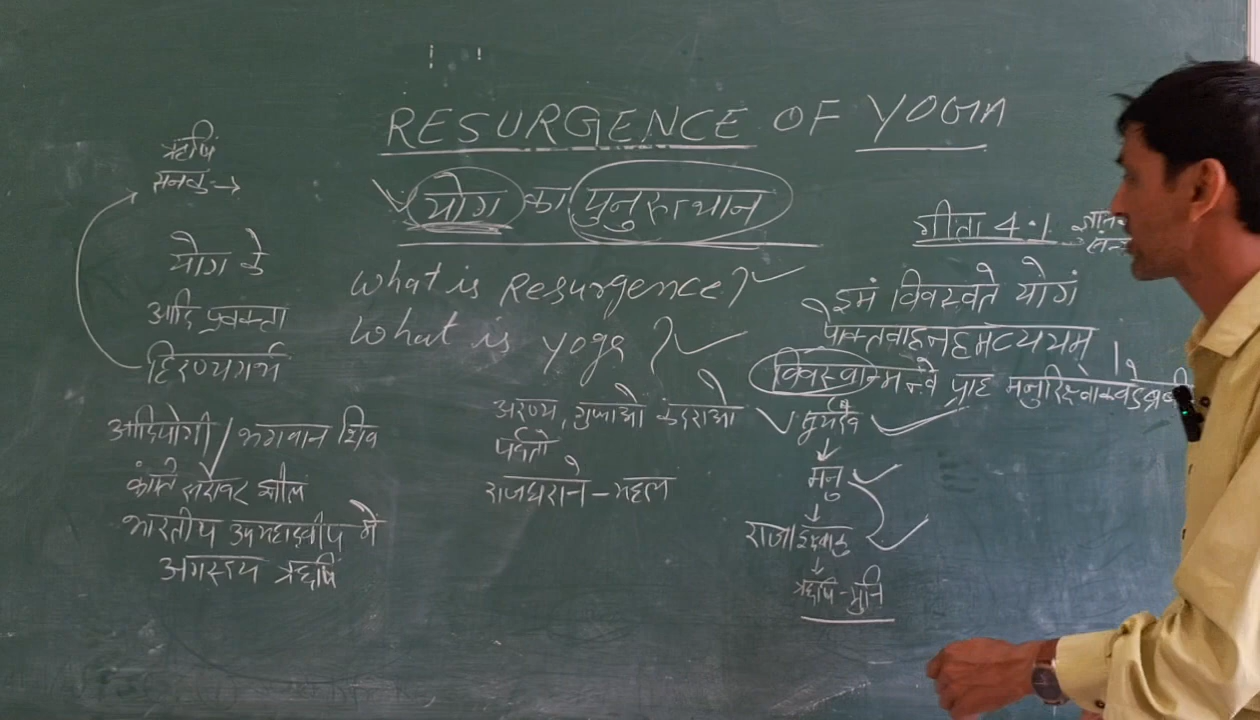 RESURGENCE OF YOGA
योग का पुनुरुत्थान
What is Resurgence?
What is yoga?
ऋषि
सनक →
योग के
आदि प्रवक्ता
हिरण्यगर्भ
आदियोगी / भगवान शिव
कांति सरोवर झील
भारतीय उपमहाद्वीप में
अगस्त्य ऋषि
अरण्य, गुफाओ कंदराओ
पर्वतो
राजघराने - महल
गीता 4.1
इमं विवस्वते योगं
प्रोक्तवाहनहमव्ययम् ।
विवस्वान्मनवे प्राह मनुरिक्ष्वाकवेऽब्रवी
सूर्यदेव
↓
मनु
↓
राजा इक्ष्वाकु
↓
ऋषि - मुनि